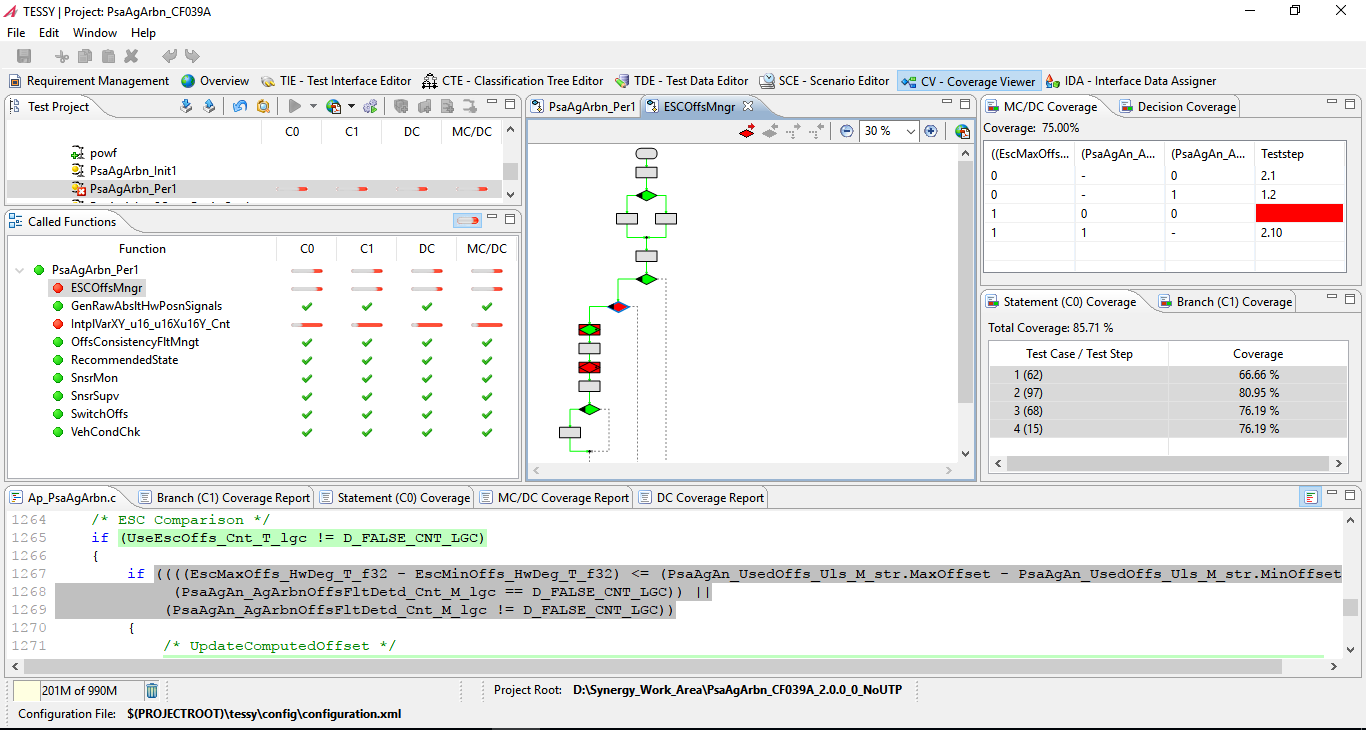 TESSY | Project: PsaAgArbn_CF039A
File Edit Window Help
Requirement Management Overview TIE - Test Interface Editor CTE - Classification Tree Editor TDE - Test Data Editor SCE - Scenario Editor CV - Coverage Viewer IDA - Interface Data Assigner
Test Project
C0 C1 DC MC/DC
powf
PsaAgArbn_Init1
PsaAgArbn_Per1
Called Functions
Function C0 C1 DC MC/DC
PsaAgArbn_Per1
ESCOffsMngr
GenRawAbsltHwPosnSignals
IntplVarXY_u16_u16Xu16Y_Cnt
OffsConsistencyFltMngt
RecommendedState
SnsrMon
SnsrSupv
SwitchOffs
VehCondChk
PsaAgArbn_Per1 ESCOffsMngr
30 %
MC/DC Coverage Decision Coverage
Coverage: 75.00%
((EscMaxOffs... (PsaAgAn_A... (PsaAgAn_A... Teststep
0 - 0 2.1
0 - 1 1.2
1 0 0
1 1 - 2.10
Statement (C0) Coverage Branch (C1) Coverage
Total Coverage: 85.71 %
Test Case / Test Step Coverage
1 (62) 66.66 %
2 (97) 80.95 %
3 (68) 76.19 %
4 (15) 76.19 %
Ap_PsaAgArbn.c Branch (C1) Coverage Report Statement (C0) Coverage MC/DC Coverage Report DC Coverage Report
1264 /* ESC Comparison */
1265 if (UseEscOffs_Cnt_T_lgc != D_FALSE_CNT_LGC)
1266 {
1267 if ((((EscMaxOffs_HwDeg_T_f32 - EscMinOffs_HwDeg_T_f32) <= (PsaAgAn_UsedOffs_Uls_M_str.MaxOffset - PsaAgAn_UsedOffs_Uls_M_str.MinOffset
1268 (PsaAgAn_AgArbnOffsFltDetd_Cnt_M_lgc == D_FALSE_CNT_LGC)) ||
1269 (PsaAgAn_AgArbnOffsFltDetd_Cnt_M_lgc != D_FALSE_CNT_LGC))
1270 {
1271 /* UpdateComputedOffset */
201M of 990M Project Root: D:\Synergy_Work_Area\PsaAgArbn_CF039A_2.0.0_0_NoUTP
Configuration File: $(PROJECTROOT)\tessy\config\configuration.xml